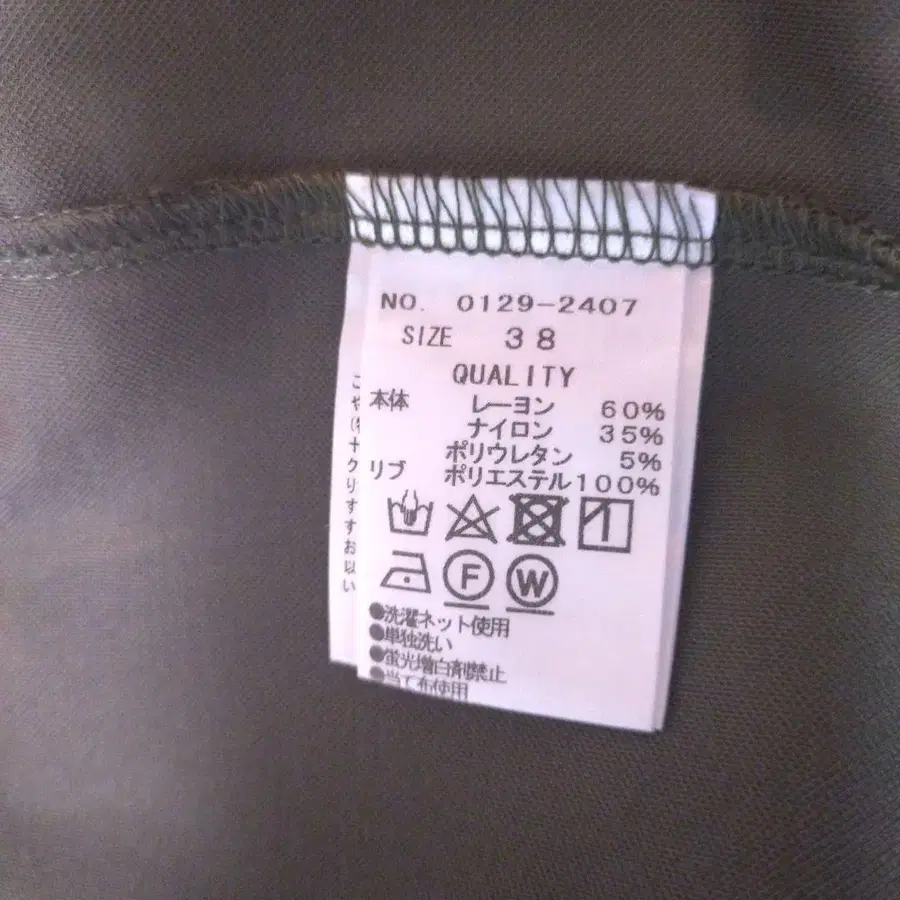 NO. 0129-2407
SIZE 38
QUALITY
本体 レーヨン 60%
ナイロン 35%
ポリウレタン 5%
リブ ポリエステル100%
F W
●洗濯ネット使用
●単独洗い
●蛍光増白剤禁止
●当て布使用